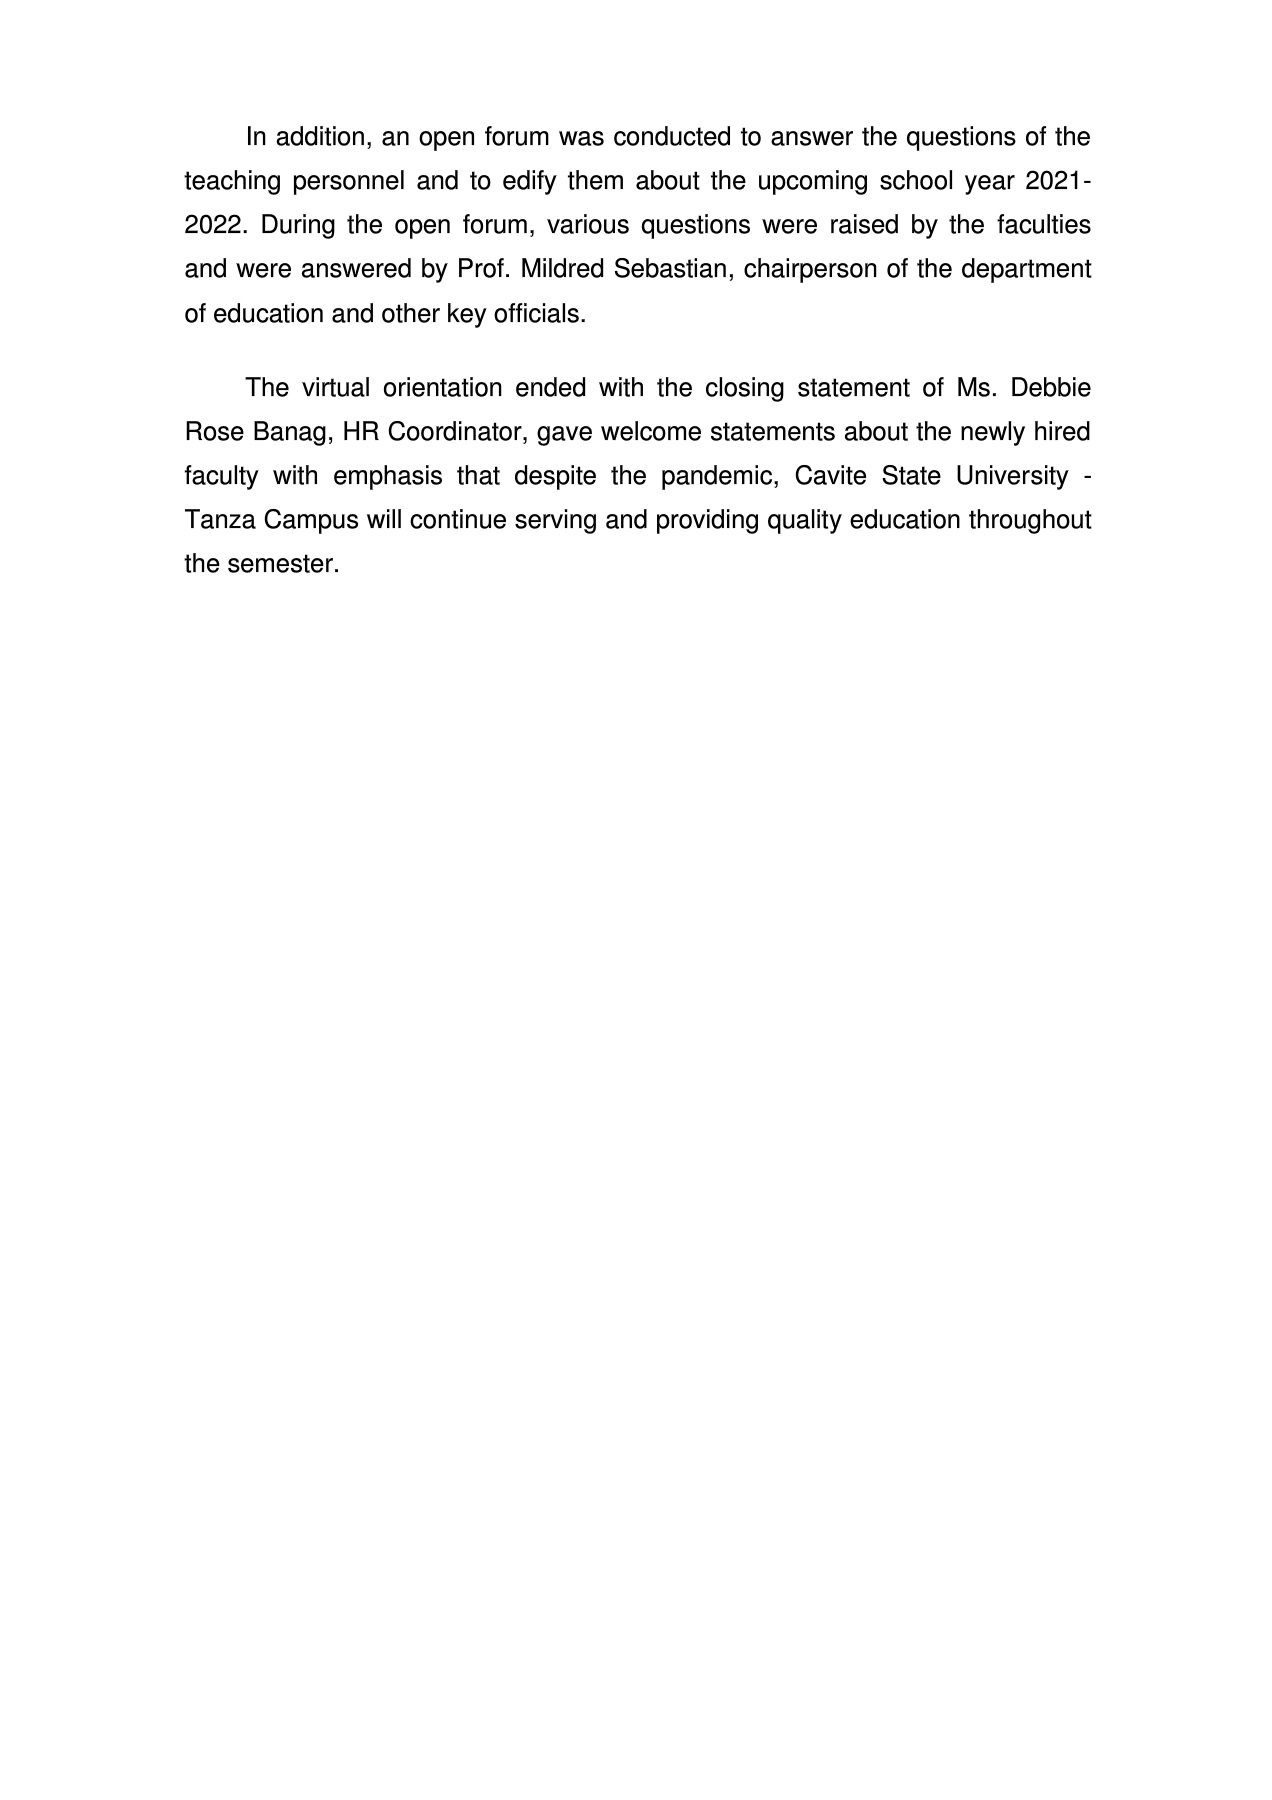 In addition, an open forum was conducted to answer the questions of the
teaching personnel and to edify them about the upcoming school year 2021-
2022. During the open forum, various questions were raised by the faculties
and were answered by Prof. Mildred Sebastian, chairperson of the department
of education and other key officials.
The virtual orientation ended with the closing statement of Ms. Debbie
Rose Banag, HR Coordinator, gave welcome statements about the newly hired
faculty with emphasis that despite the pandemic, Cavite State University -
Tanza Campus will continue serving and providing quality education throughout
the semester.